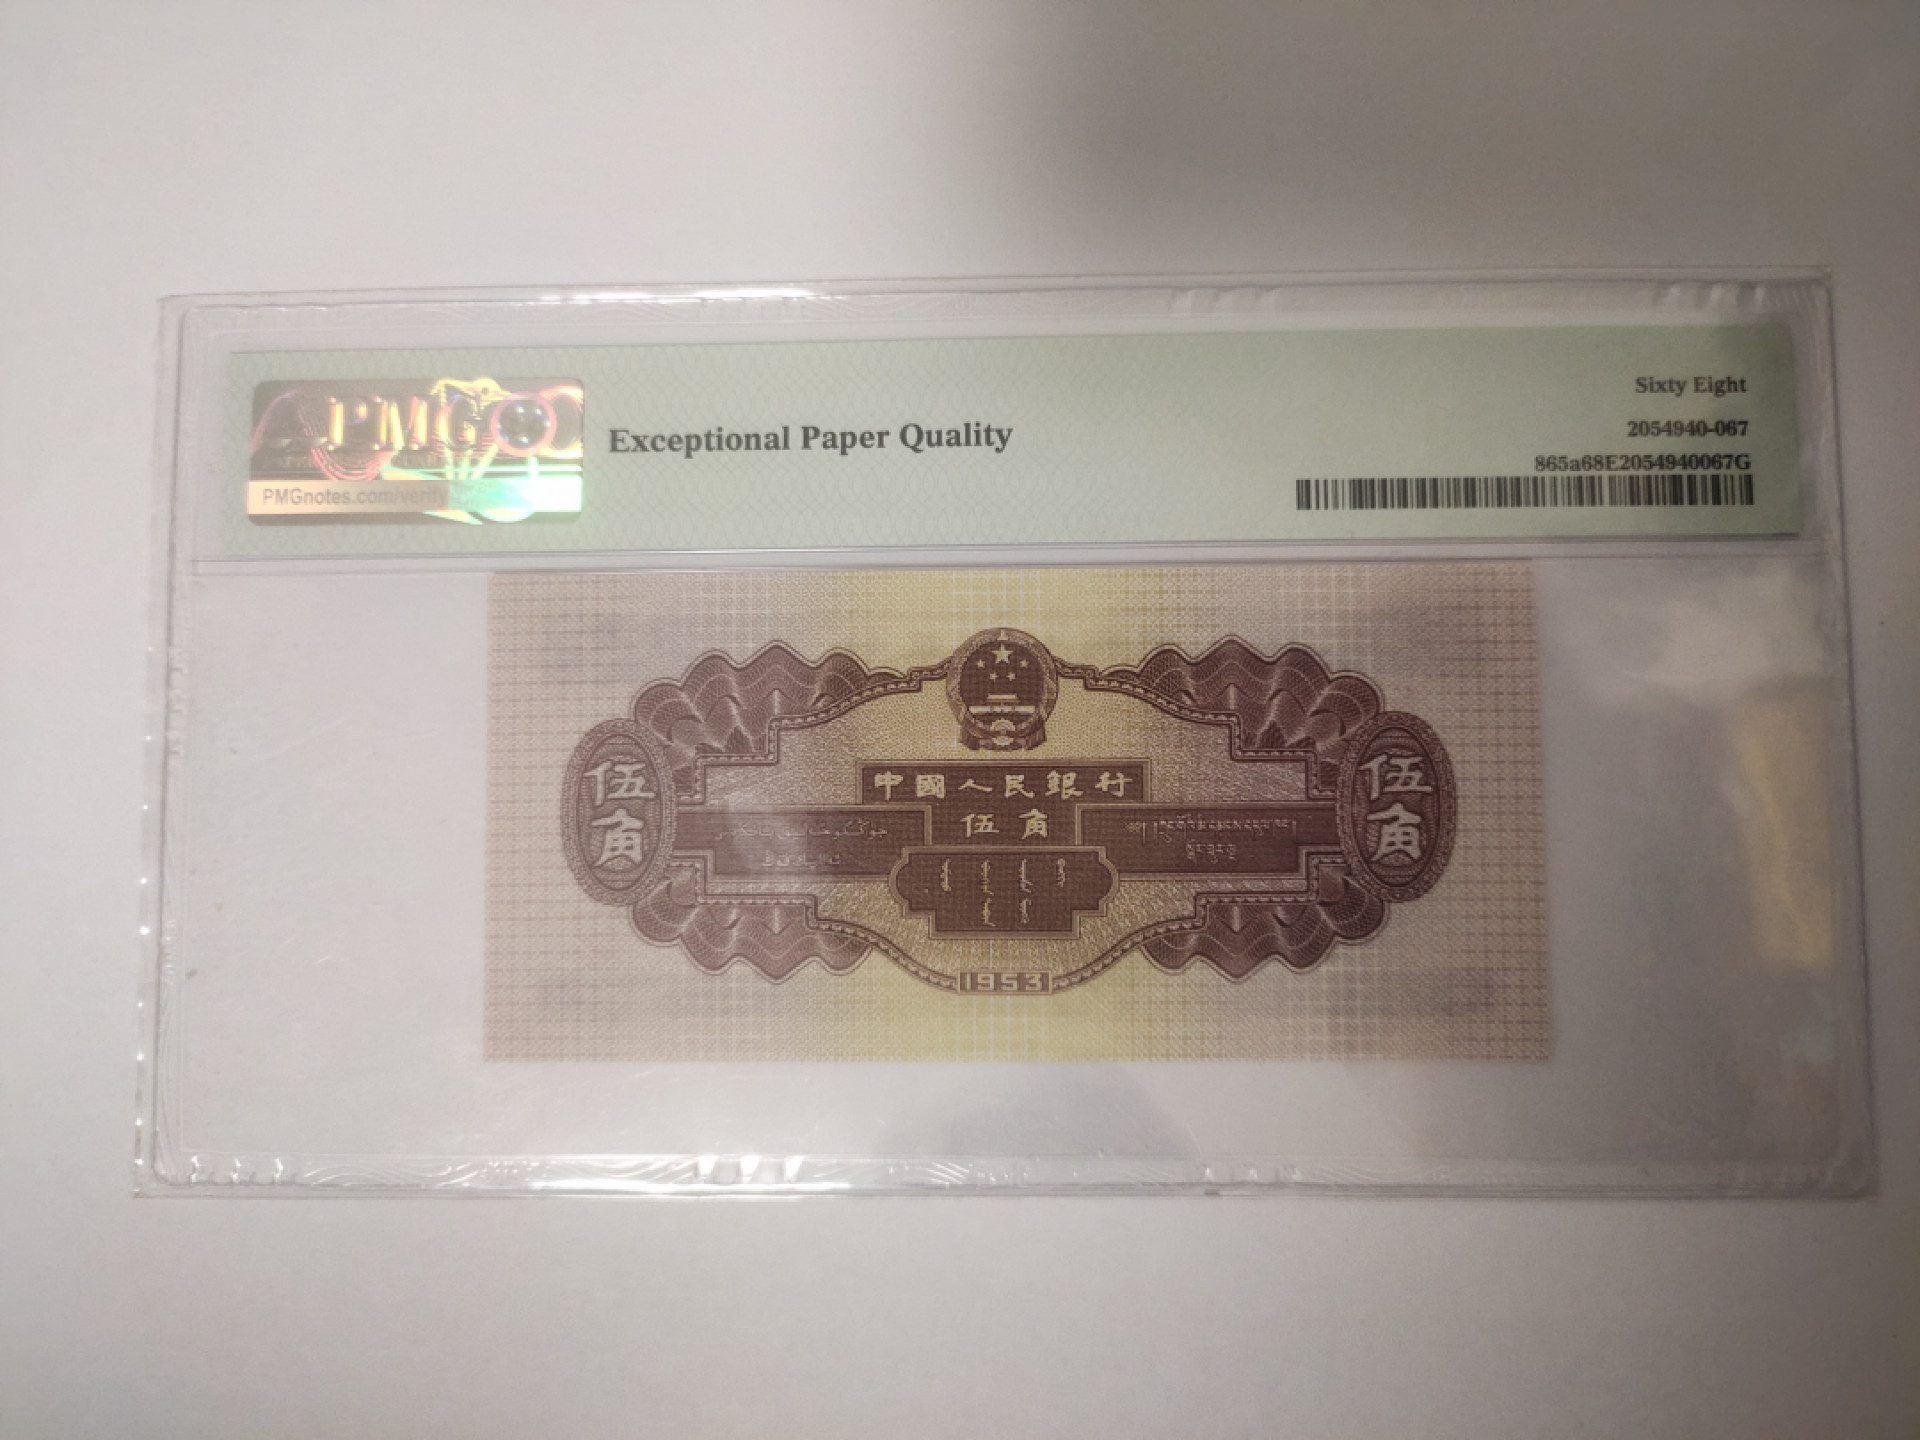 PMG
PMGnotes.com/verify
Exceptional Paper Quality
Sixty Eight
2054940-067
865a68E2054940067G
中國人民銀行
伍角
伍角
伍角
1953